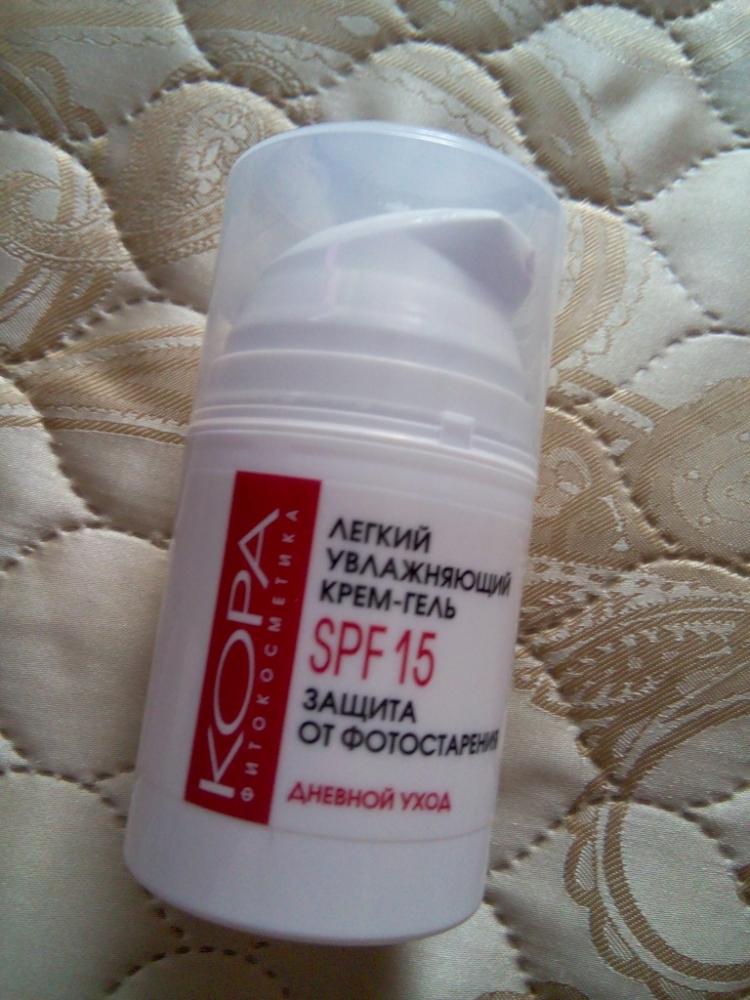 КОРА
ФИТОКОСМЕТИКА
ЛЕГКИЙ
УВЛАЖНЯЮЩИЙ
КРЕМ-ГЕЛЬ
SPF 15
ЗАЩИТА
ОТ ФОТОСТАРЕНИЯ
ДНЕВНОЙ УХОД